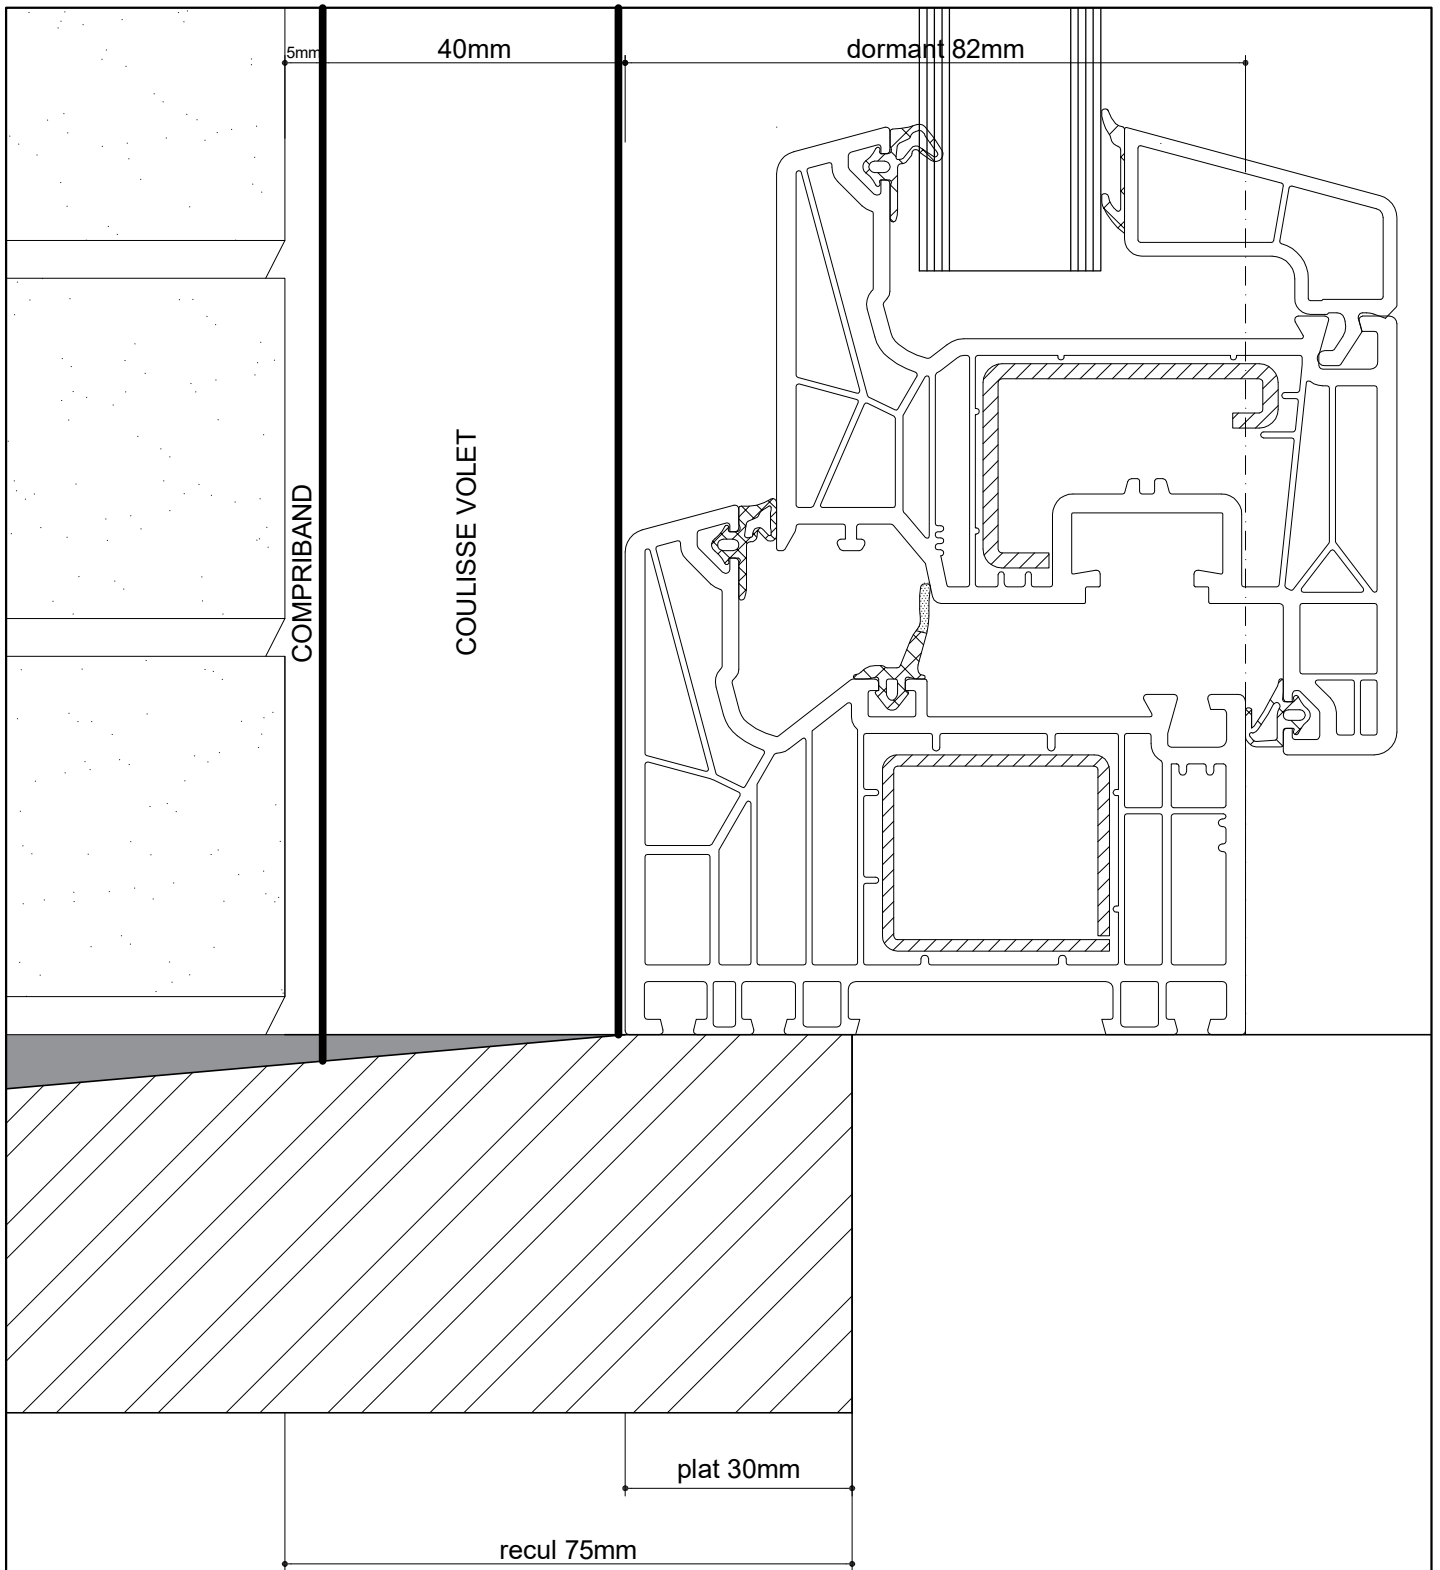 5mm
40mm
dormant 82mm
COMPRIBAND
COULISSE VOLET
plat 30mm
recul 75mm